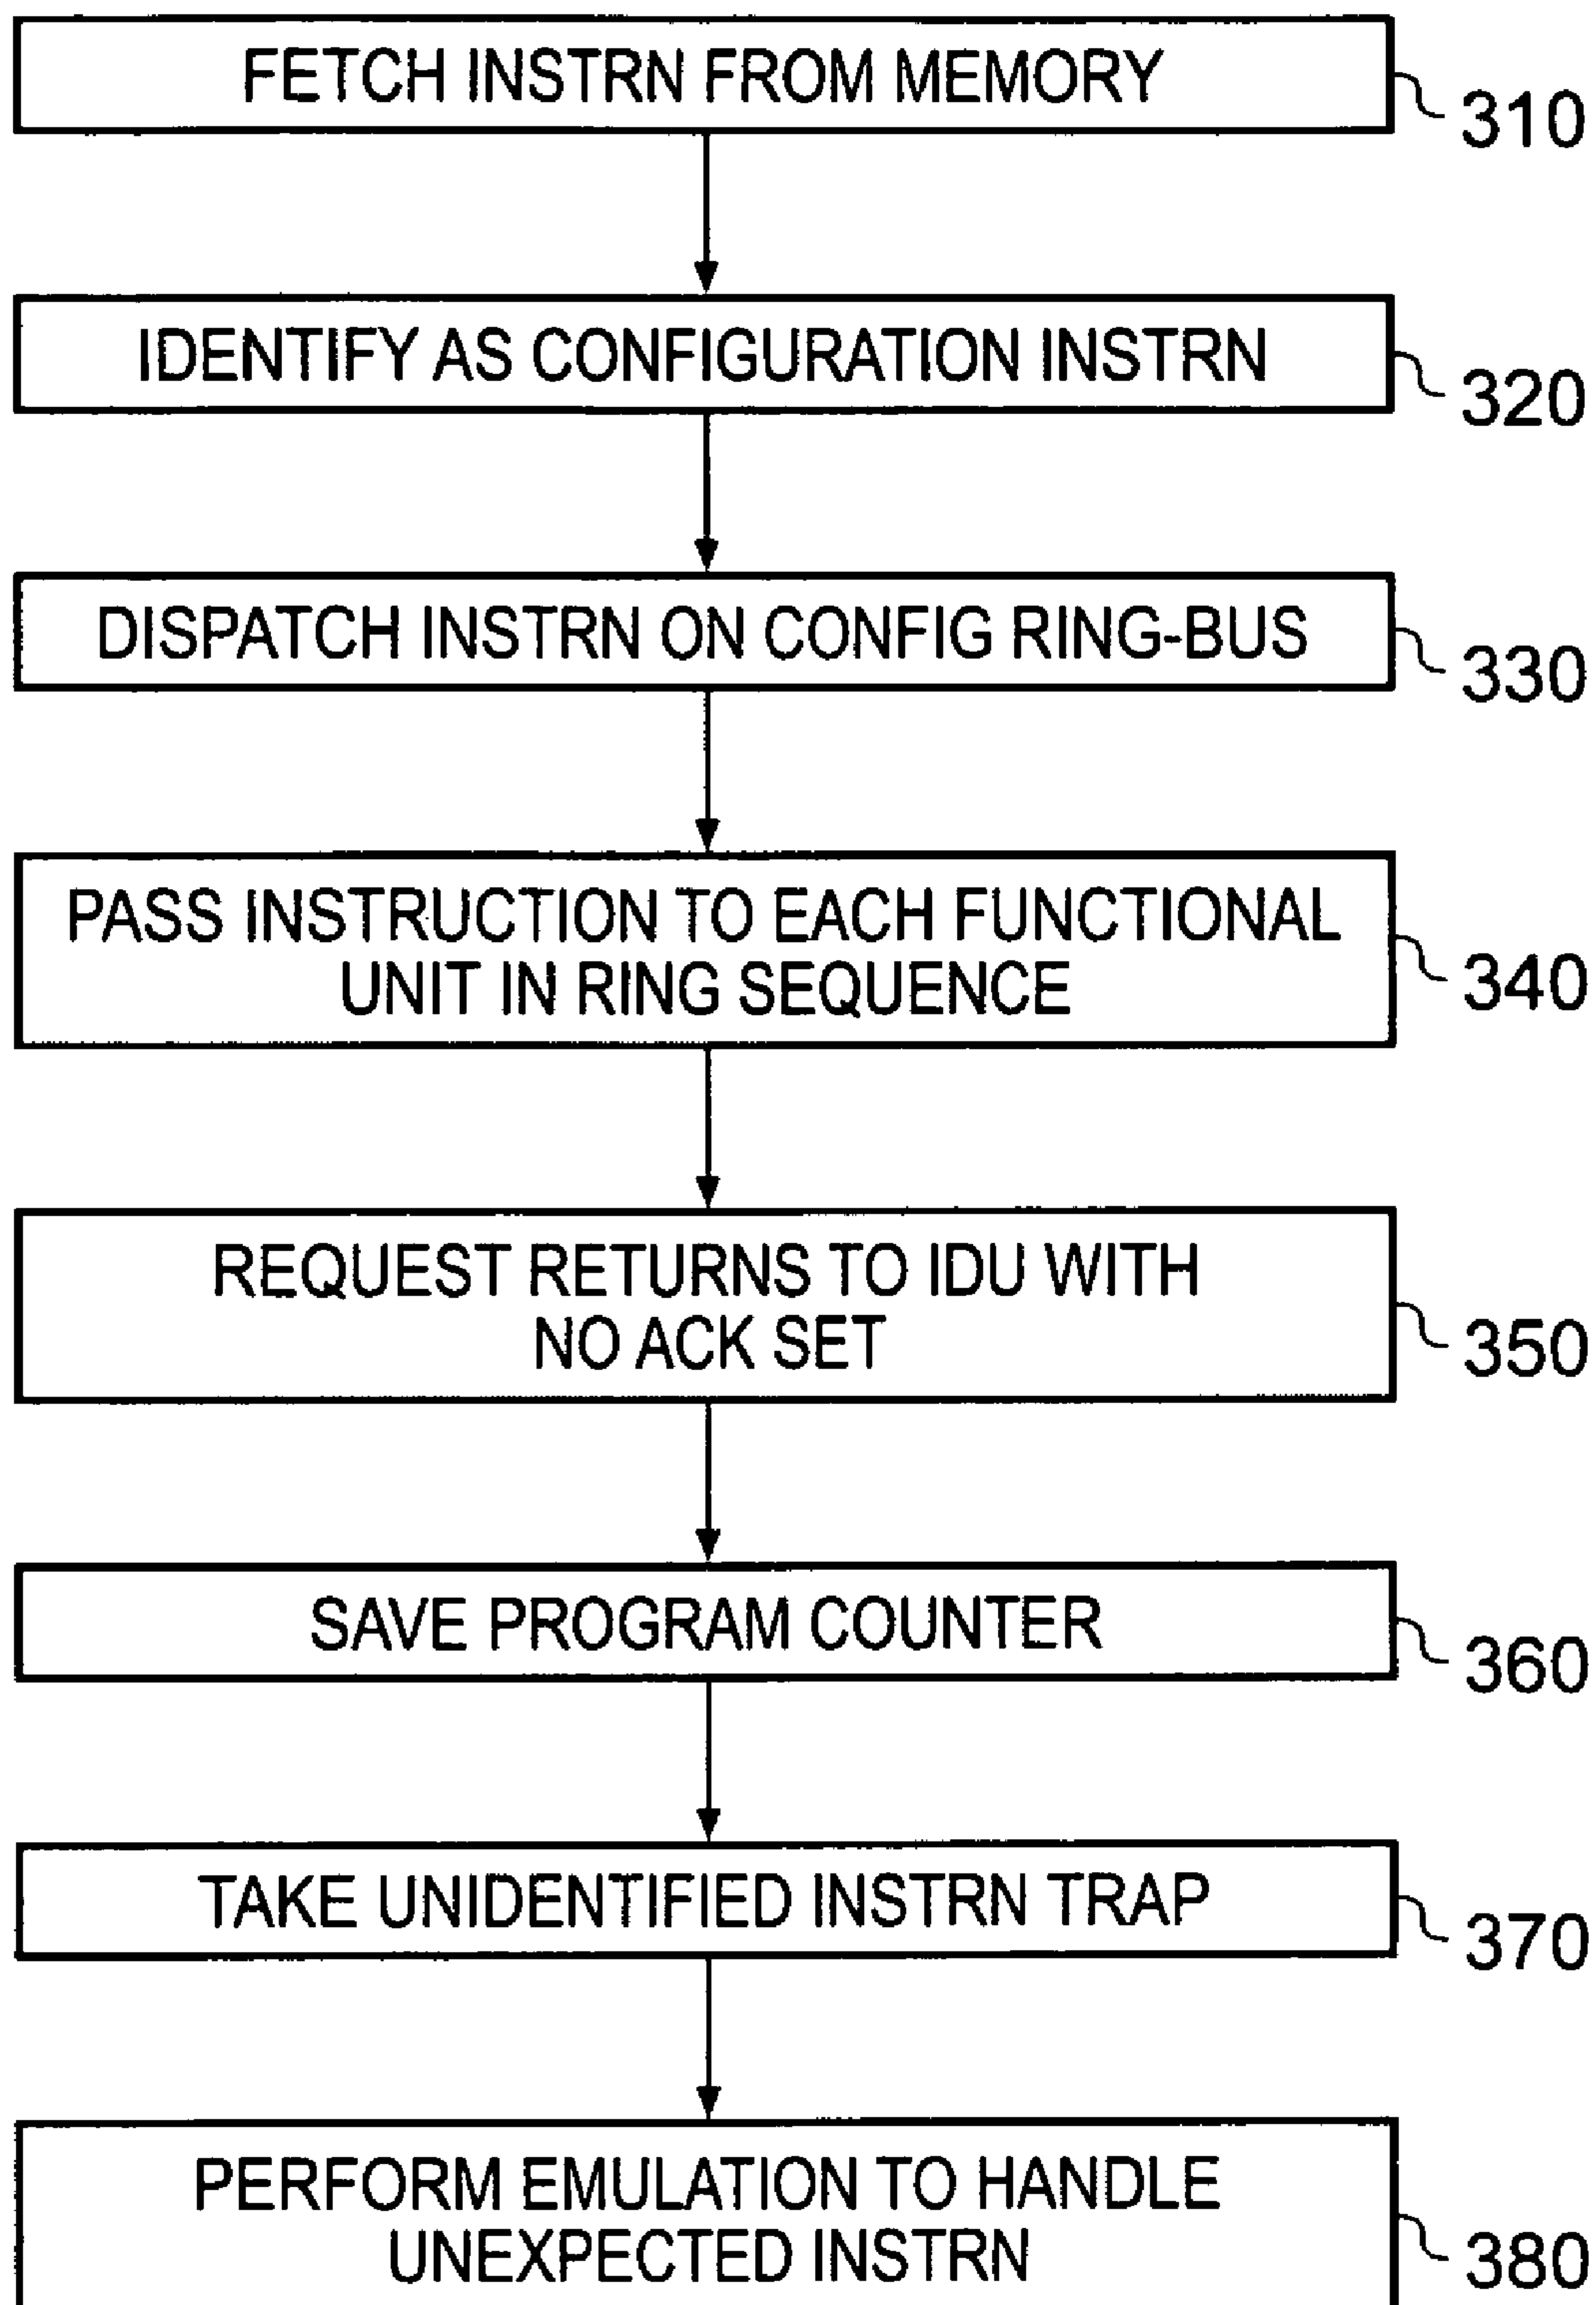 FETCH INSTRN FROM MEMORY
310
IDENTIFY AS CONFIGURATION INSTRN
320
DISPATCH INSTRN ON CONFIG RING-BUS
330
PASS INSTRUCTION TO EACH FUNCTIONAL
UNIT IN RING SEQUENCE
340
REQUEST RETURNS TO IDU WITH
NO ACK SET
350
SAVE PROGRAM COUNTER
360
TAKE UNIDENTIFIED INSTRN TRAP
370
PERFORM EMULATION TO HANDLE
UNEXPECTED INSTRN
380